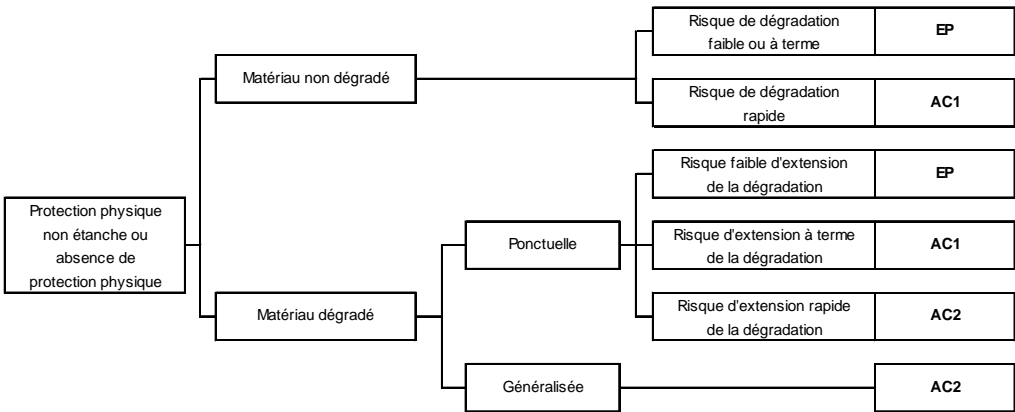 Risque de dégradation
faible ou à terme
EP
Matériau non dégradé
Risque de dégradation
rapide
AC1
Risque faible d'extension
de la dégradation
EP
Protection physique
non étanche ou
absence de
protection physique
Ponctuelle
Risque d'extension à terme
de la dégradation
AC1
Matériau dégradé
Risque d'extension rapide
de la dégradation
AC2
Généralisée
AC2